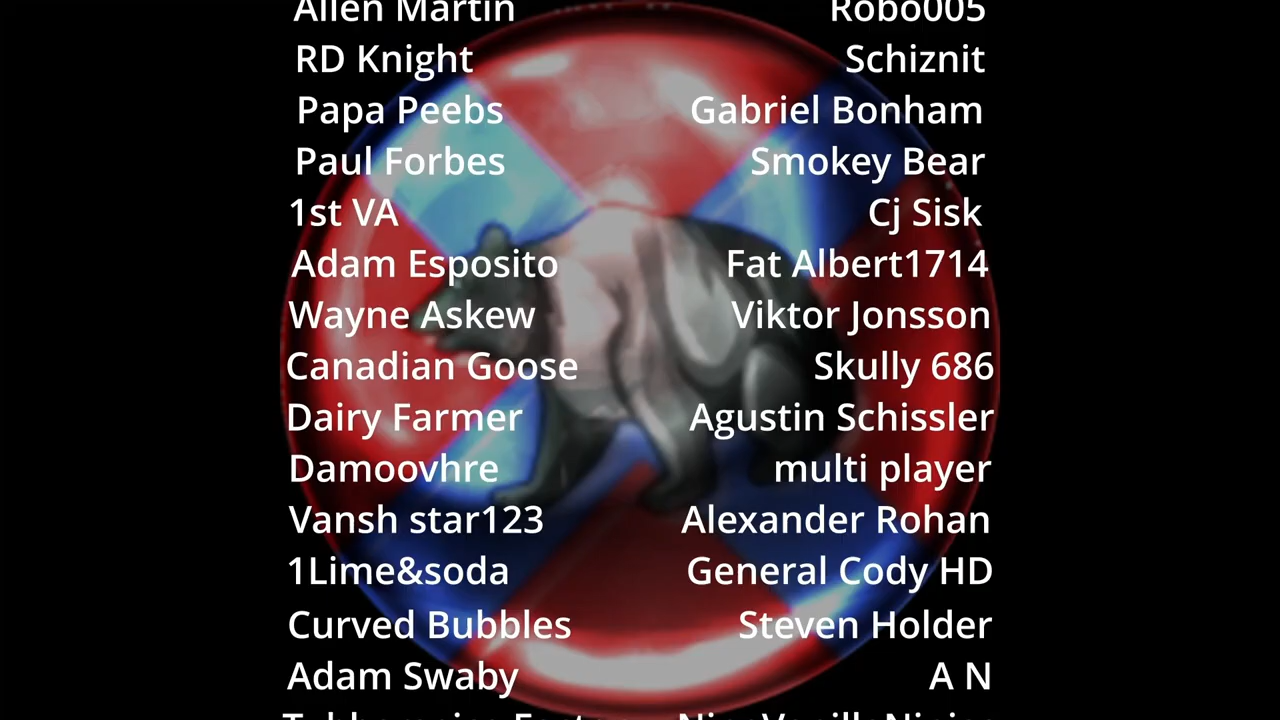 Allen Martin Robo005
RD Knight Schiznit
Papa Peebs Gabriel Bonham
Paul Forbes Smokey Bear
1st VA Cj Sisk
Adam Esposito Fat Albert1714
Wayne Askew Viktor Jonsson
Canadian Goose Skully 686
Dairy Farmer Agustin Schissler
Damoovhre multi player
Vansh star123 Alexander Rohan
1Lime&soda General Cody HD
Curved Bubbles Steven Holder
Adam Swaby A N